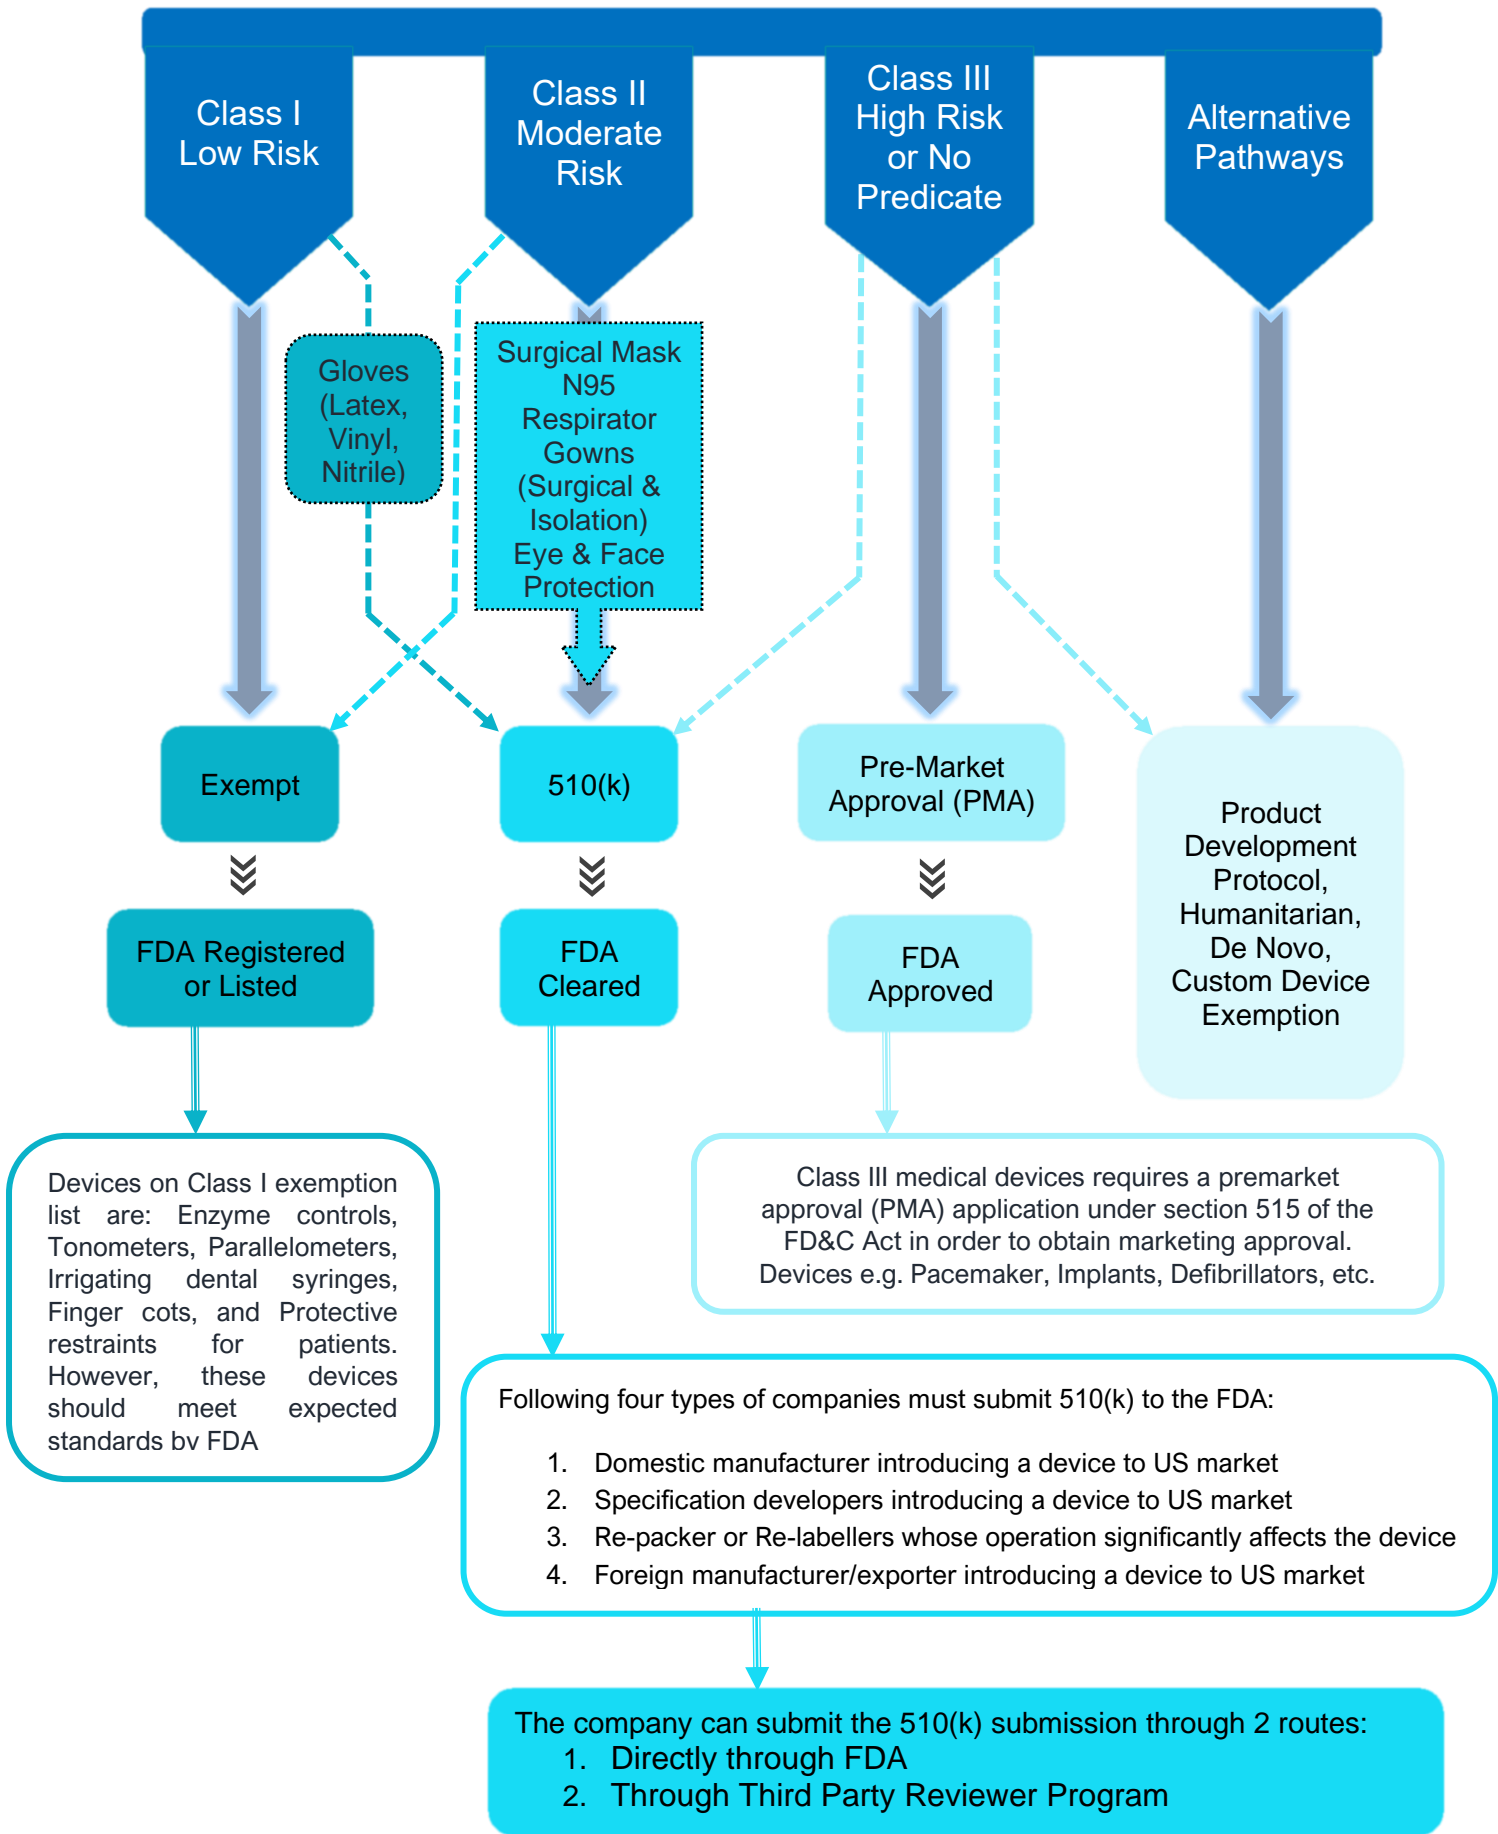 Class I
Low Risk
Class II
Moderate
Risk
Class III
High Risk
or No
Predicate
Alternative
Pathways
Gloves
(Latex,
Vinyl,
Nitrile)
Surgical Mask
N95
Respirator
Gowns
(Surgical &
Isolation)
Eye & Face
Protection
Exempt
510(k)
Pre-Market
Approval (PMA)
Product
Development
Protocol,
Humanitarian,
De Novo,
Custom Device
Exemption
FDA Registered
or Listed
FDA
Cleared
FDA
Approved
Devices on Class I exemption
list are: Enzyme controls,
Tonometers, Parallelometers,
Irrigating dental syringes,
Finger cots, and Protective
restraints for patients.
However, these devices
should meet expected
standards by FDA
Class III medical devices requires a premarket
approval (PMA) application under section 515 of the
FD&C Act in order to obtain marketing approval.
Devices e.g. Pacemaker, Implants, Defibrillators, etc.
Following four types of companies must submit 510(k) to the FDA:
1. Domestic manufacturer introducing a device to US market
2. Specification developers introducing a device to US market
3. Re-packer or Re-labellers whose operation significantly affects the device
4. Foreign manufacturer/exporter introducing a device to US market
The company can submit the 510(k) submission through 2 routes:
1. Directly through FDA
2. Through Third Party Reviewer Program